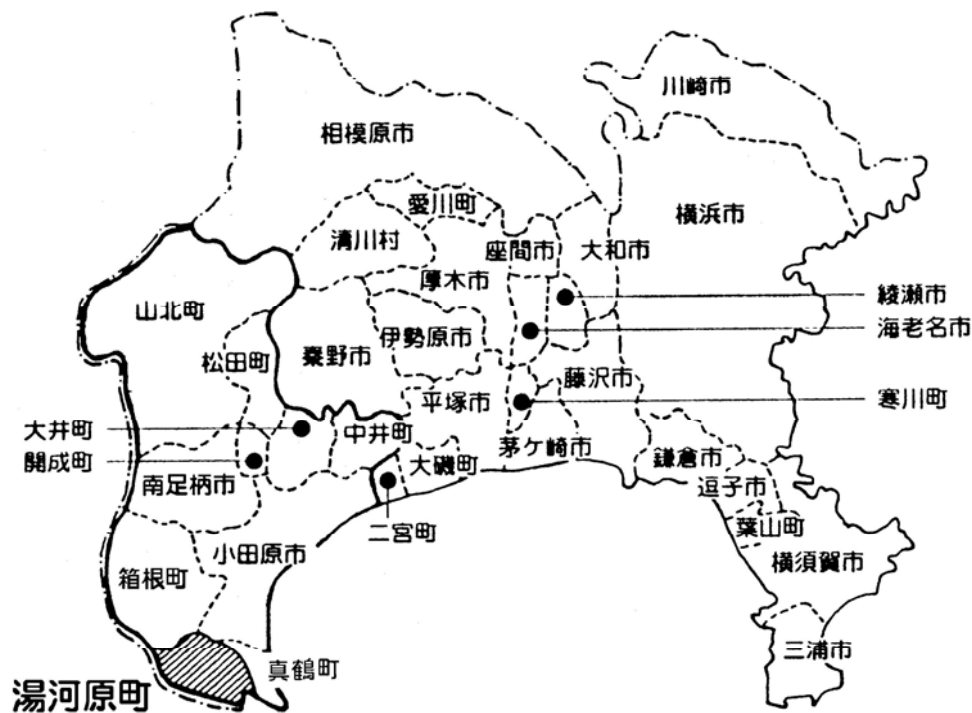 川崎市
相模原市
愛川町
横浜市
清川村
座間市
大和市
厚木市
綾瀬市
山北町
海老名市
伊勢原市
秦野市
松田町
藤沢市
寒川町
平塚市
大井町
中井町
茅ケ崎市
開成町
大磯町
鎌倉市
南足柄市
逗子市
葉山町
二宮町
小田原市
横須賀市
箱根町
三浦市
真鶴町
湯河原町